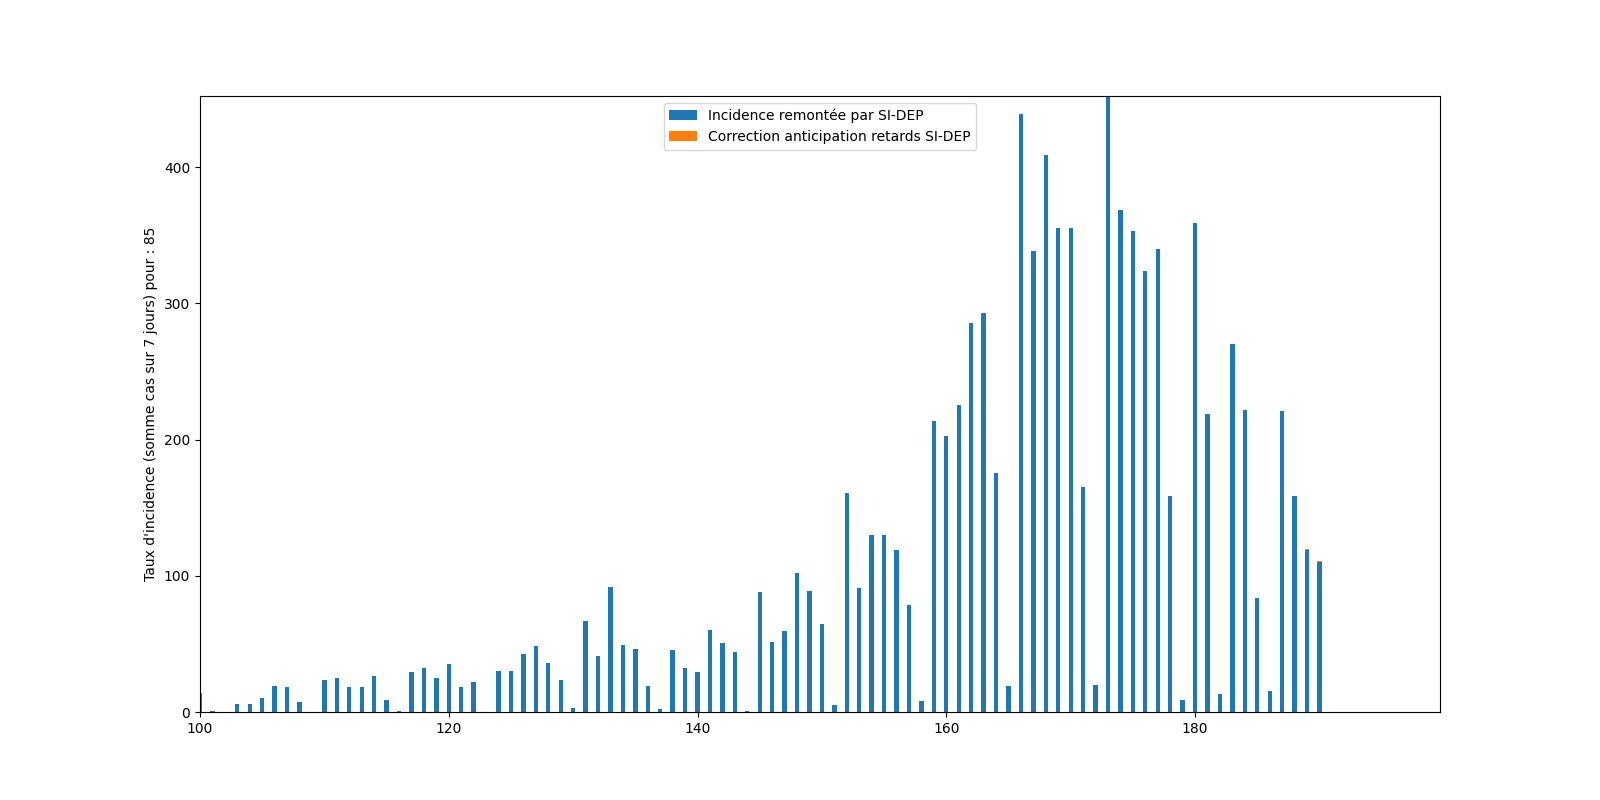 Incidence remontée par SI-DEP
Correction anticipation retards SI-DEP
Taux d'incidence (somme cas sur 7 jours) pour : 85
400
300
200
100
0
100 120 140 160 180